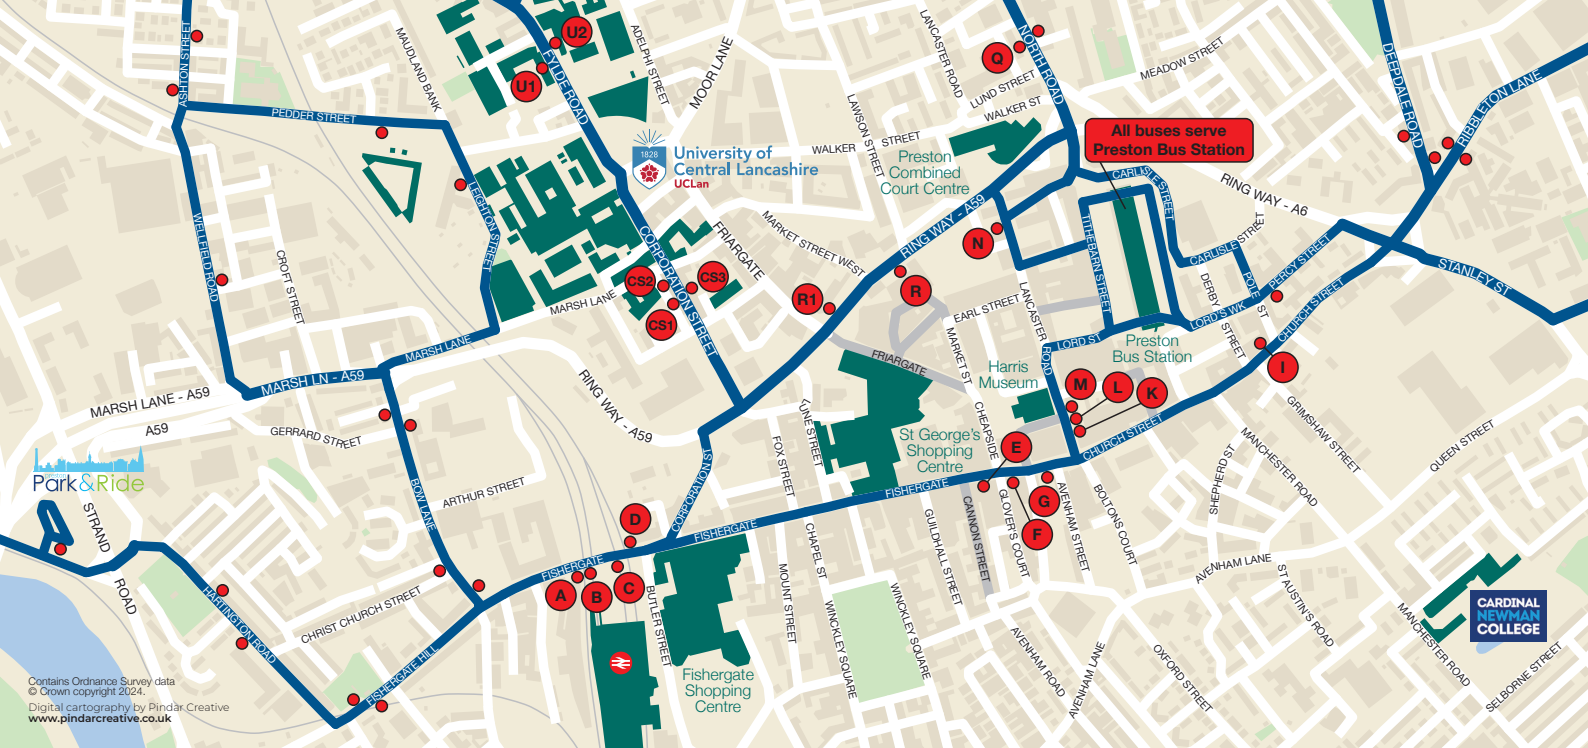 ASHTON STREET
MAUDLAND BANK
U2
U1
FYLDE ROAD
ADELPHI STREET
MOOR LANE
LANCASTER ROAD
Q
NORTH ROAD
LUND STREET
WALKER ST
MEADOW STREET
DEEPDALE ROAD
RIBBLETON LANE
PEDDER STREET
LAWSON STREET
WALKER
STREET
1828
University of
Central Lancashire
UCLan
Preston
Combined
Court Centre
All buses serve
Preston Bus Station
CARLISLE STREET
RING WAY - A6
WELLFIELD ROAD
LEIGHTON STREET
CROFT STREET
CORPORATION STREET
FRIARGATE
MARKET STREET WEST
RING WAY - A59
N
TITHEBARN STREET
CARLISLE STREET
PERCY STREET
STANLEY ST
CS2
CS3
CS1
MARSH LANE
R1
R
EARL STREET
LANCASTER
ROAD
DERBY
STREET
POLE
ST
LORD'S WK
CHURCH STREET
MARSH LANE
MARSH LN - A59
MARSH LANE - A59
A59
GERRARD STREET
RING WAY - A59
FRIARGATE
MARKET ST
Harris
Museum
LORD ST
Preston
Bus Station
M
L
K
I
CHEAPSIDE
CHURCH STREET
GRIMSHAW STREET
QUEEN STREET
Park&Ride
STRAND
ROAD
BOW LANE
ARTHUR STREET
CORPORATION ST
FOX STREET
LUNE STREET
St George's
Shopping
Centre
E
G
F
FISHERGATE
FISHERGATE
FISHERGATE
D
A
B
C
CANNON STREET
GLOVER'S COURT
AVENHAM STREET
BOLTONS COURT
SHEPHERD ST
MANCHESTER ROAD
GUILDHALL STREET
CHAPEL ST
MOUNT STREET
WINCKLEY SQUARE
WINCKLEY SQUARE
BUTLER STREET
AVENHAM LANE
ST AUSTIN'S ROAD
MANCHESTER ROAD
CARDINAL
NEWMAN
COLLEGE
HARTINGTON ROAD
CHRIST CHURCH STREET
FISHERGATE HILL
Fishergate
Shopping
Centre
AVENHAM ROAD
AVENHAM LANE
OXFORD STREET
SELBORNE STREET
Contains Ordnance Survey data
© Crown copyright 2024.
Digital cartography by Pindar Creative
www.pindarcreative.co.uk